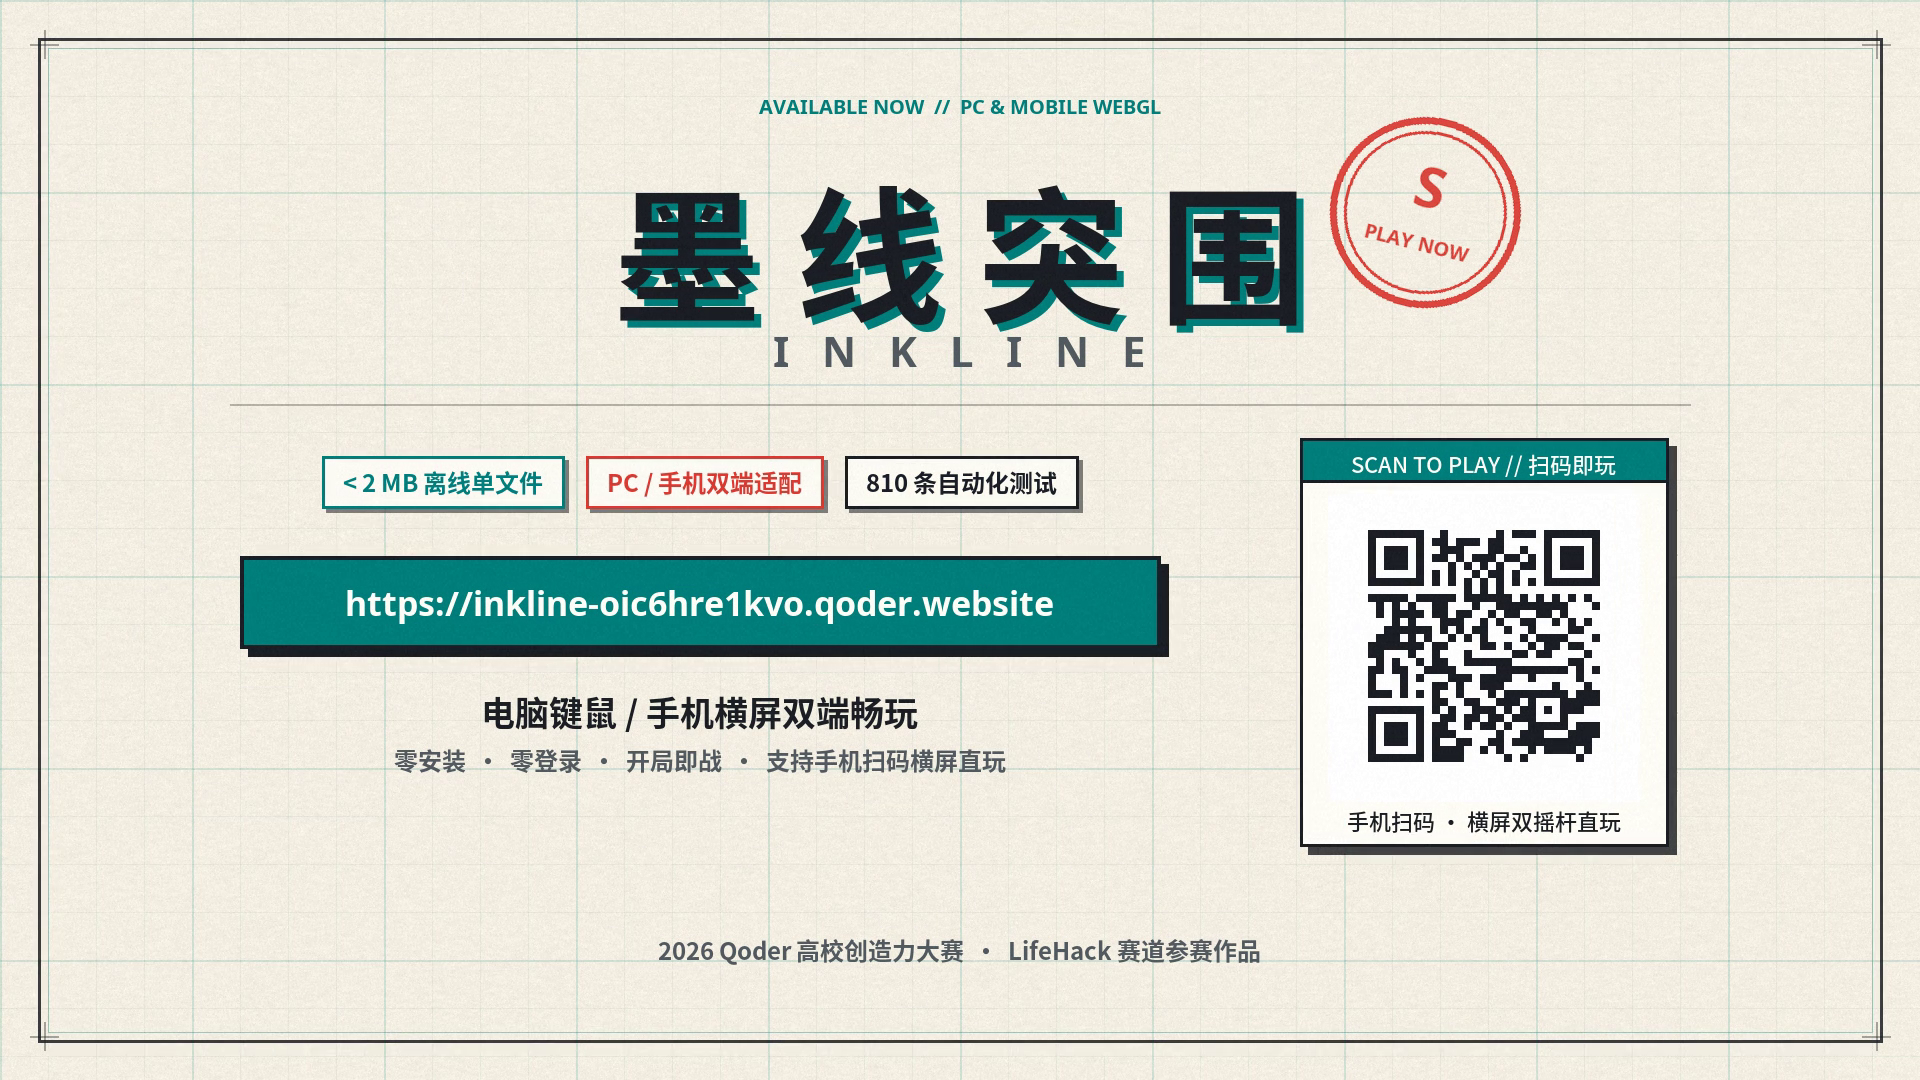 AVAILABLE NOW // PC & MOBILE WEBGL
墨线突围
INKLINE
S
PLAY NOW
< 2 MB 离线单文件
PC / 手机双端适配
810 条自动化测试
https://inkline-oic6hre1kvo.qoder.website
电脑键鼠 / 手机横屏双端畅玩
零安装 • 零登录 • 开局即战 • 支持手机扫码横屏直玩
SCAN TO PLAY // 扫码即玩
手机扫码 • 横屏双摇杆直玩
2026 Qoder 高校创造力大赛 • LifeHack 赛道参赛作品